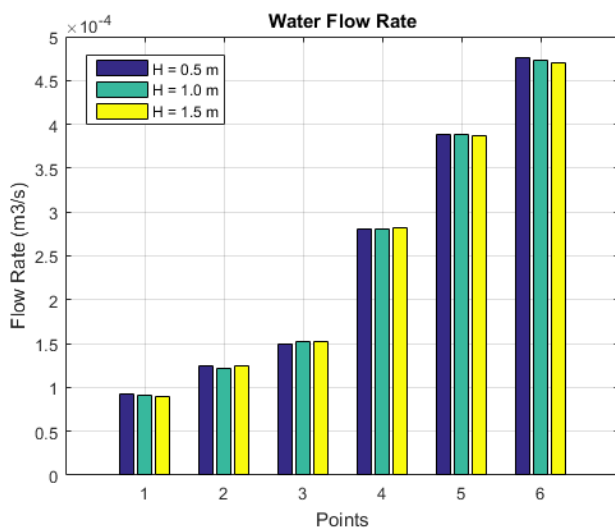 Water Flow Rate
×10-4
H = 0.5 m
H = 1.0 m
H = 1.5 m
5
4.5
4
3.5
3
2.5
2
1.5
1
0.5
0
Flow Rate (m3/s)
1 2 3 4 5 6
Points